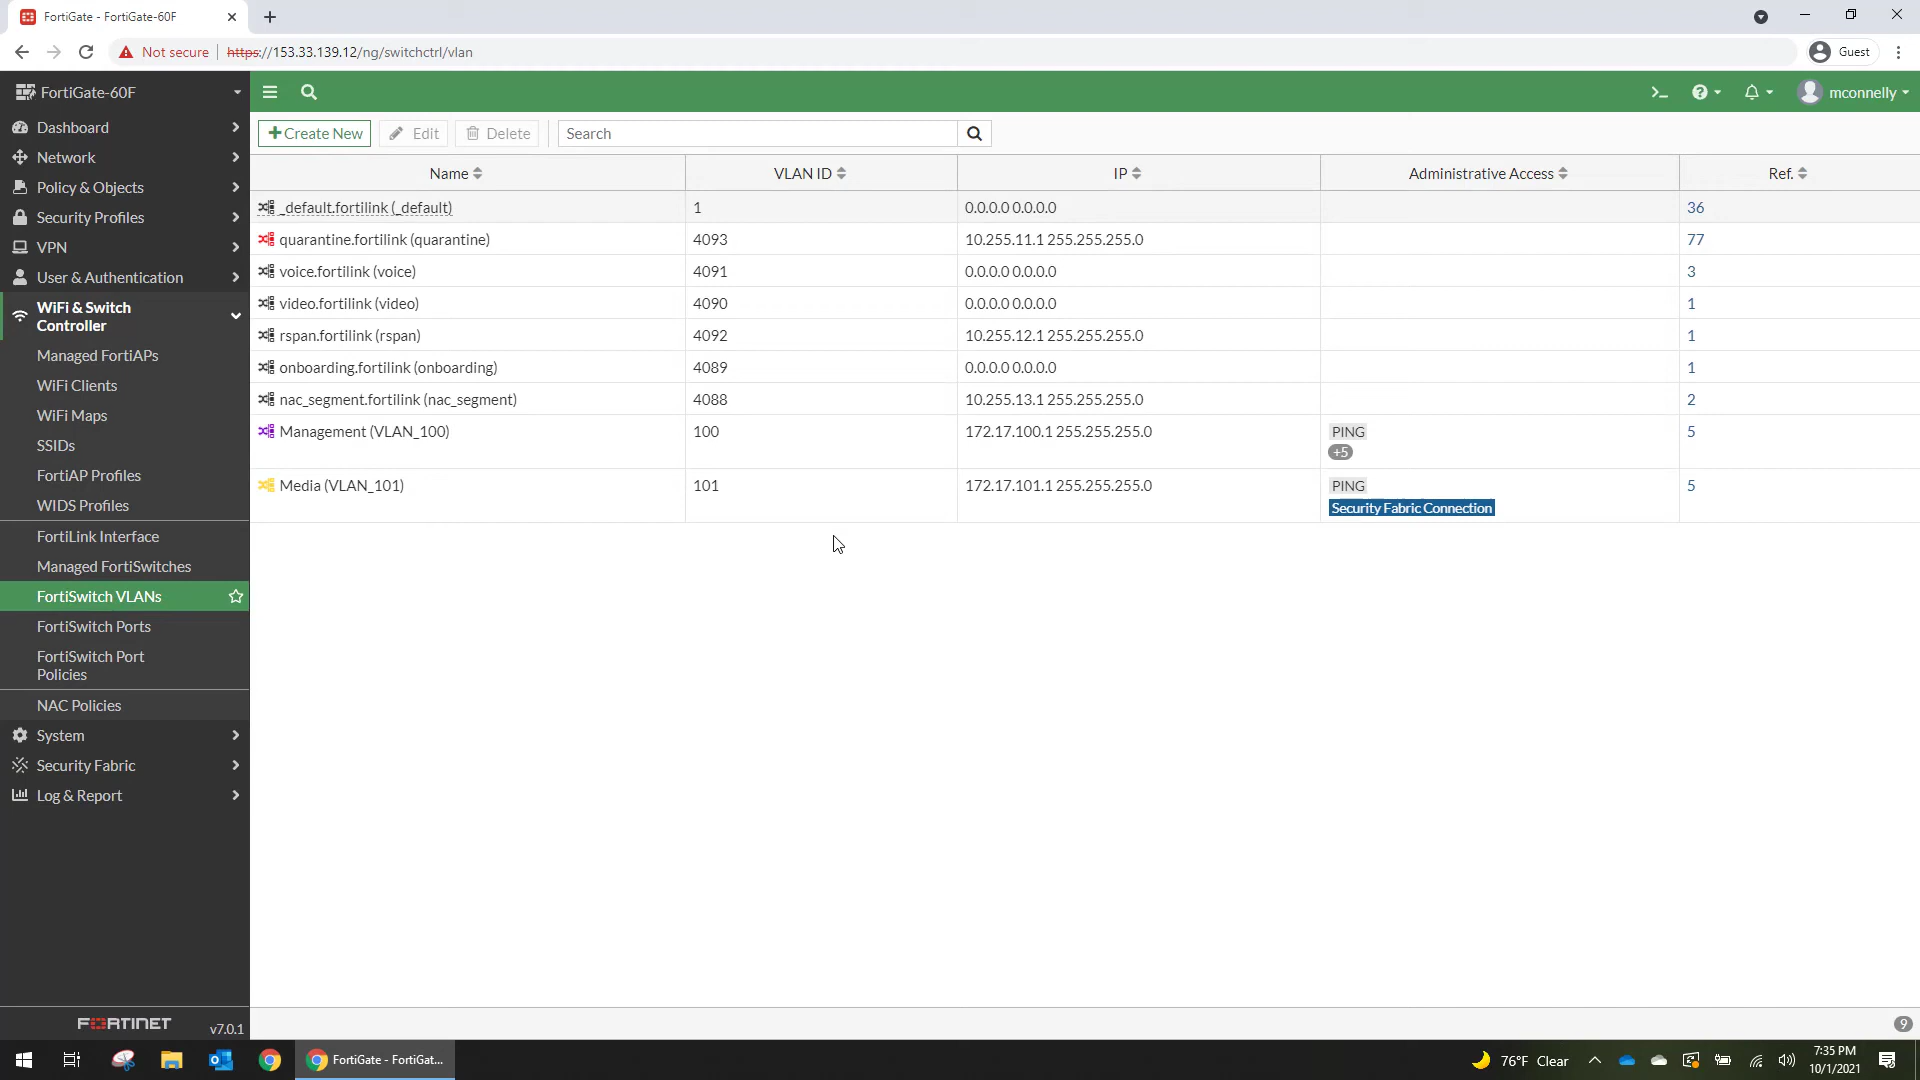 FortiGate - FortiGate-60F
Not secure https://153.33.139.12/ng/switchctrl/vlan
Guest
FortiGate-60F
mconnelly
Dashboard
Network
Policy & Objects
Security Profiles
VPN
User & Authentication
WiFi & Switch
Controller
Managed FortiAPs
WiFi Clients
WiFi Maps
SSIDs
FortiAP Profiles
WIDS Profiles
FortiLink Interface
Managed FortiSwitches
FortiSwitch VLANs
FortiSwitch Ports
FortiSwitch Port
Policies
NAC Policies
System
Security Fabric
Log & Report
FORTINET v7.0.1
Create New Edit Delete Search
Name VLAN ID IP Administrative Access Ref.
_default.fortilink (_default) 1 0.0.0.0 0.0.0.0 36
quarantine.fortilink (quarantine) 4093 10.255.11.1 255.255.255.0 77
voice.fortilink (voice) 4091 0.0.0.0 0.0.0.0 3
video.fortilink (video) 4090 0.0.0.0 0.0.0.0 1
rspan.fortilink (rspan) 4092 10.255.12.1 255.255.255.0 1
onboarding.fortilink (onboarding) 4089 0.0.0.0 0.0.0.0 1
nac_segment.fortilink (nac_segment) 4088 10.255.13.1 255.255.255.0 2
Management (VLAN_100) 100 172.17.100.1 255.255.255.0 PING 5
+5
Media (VLAN_101) 101 172.17.101.1 255.255.255.0 PING 5
Security Fabric Connection
9
FortiGate - FortiGat...
76°F Clear
7:35 PM
10/1/2021